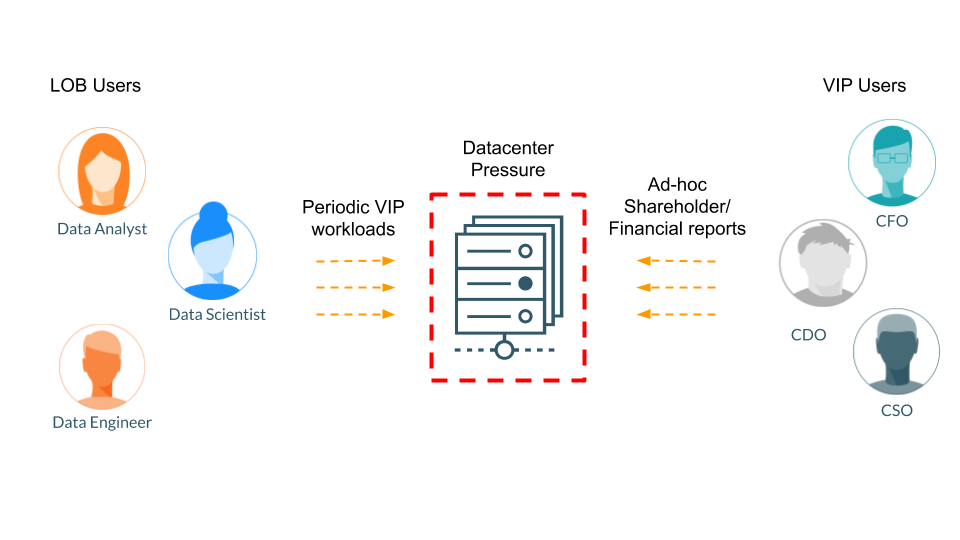 LOB Users
Data Analyst
Data Scientist
Data Engineer
Periodic VIP
workloads
Datacenter
Pressure
Ad-hoc
Shareholder/
Financial reports
VIP Users
CFO
CDO
CSO